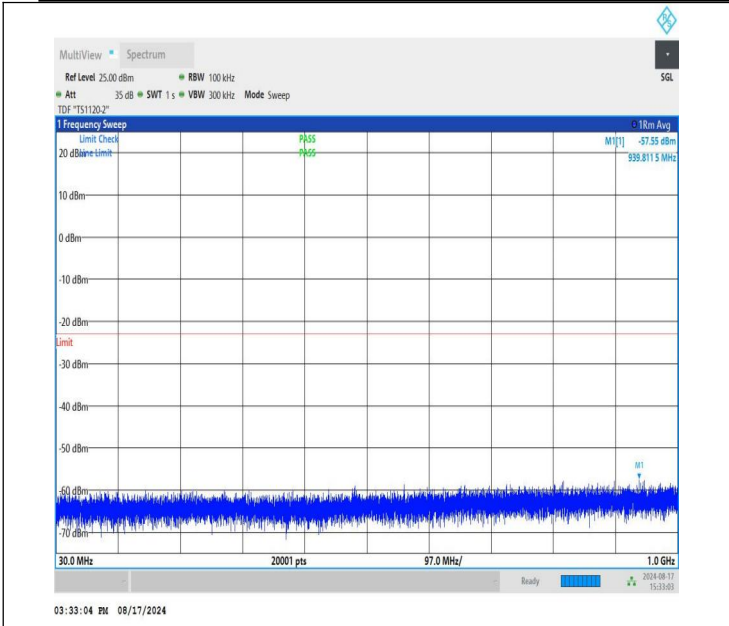 R S
MultiView Spectrum
Ref Level 25.00 dBm RBW 100 kHz SGL
Att 35 dB SWT 1 s VBW 300 kHz Mode Sweep
TDF "TS1120-2"
1 Frequency Sweep 1Rm Avg
Limit Check PASS M1[1] -57.55 dBm
20 dBm Line Limit PASS 939.811 5 MHz
10 dBm
0 dBm
-10 dBm
-20 dBm
Limit
-30 dBm
-40 dBm
-50 dBm
M1
-60 dBm
-70 dBm
30.0 MHz 20001 pts 97.0 MHz/ 1.0 GHz
Ready 2024-08-17
15:33:03
03:33:04 PM 08/17/2024